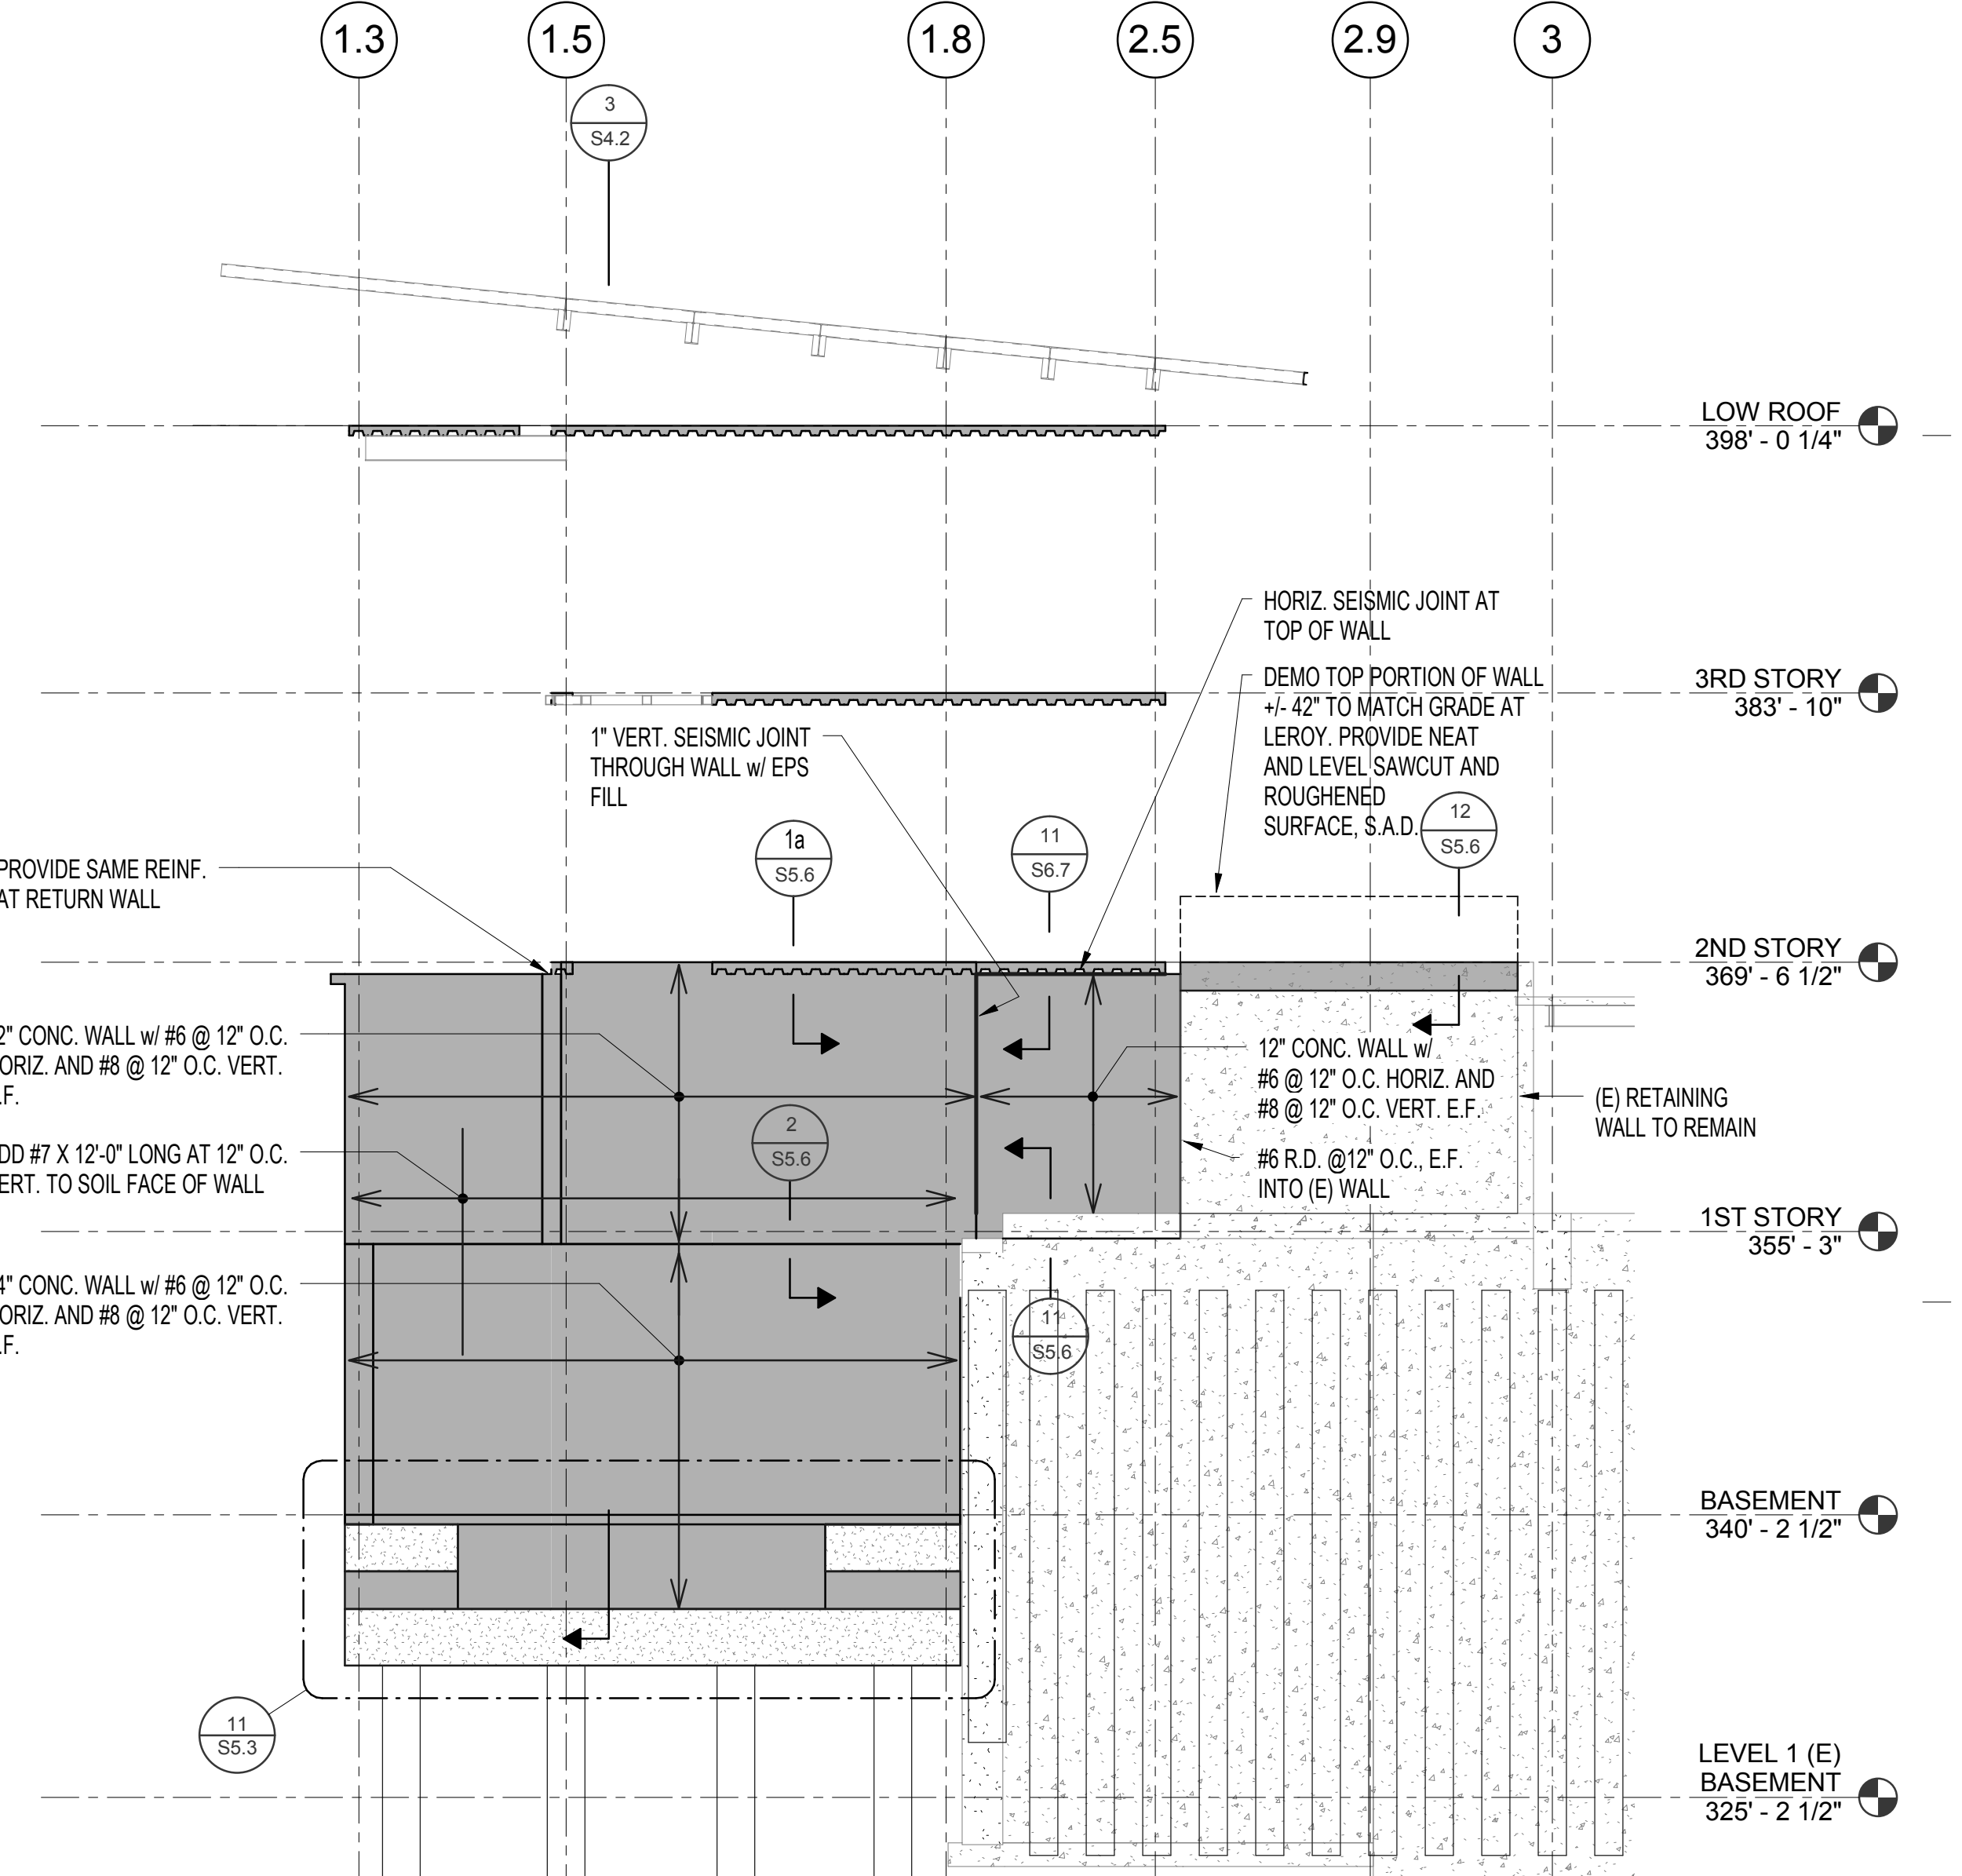 1.3
1.5
1.8
2.5
2.9
3
3
S4.2
LOW ROOF
398' - 0 1/4"
HORIZ. SEISMIC JOINT AT
TOP OF WALL
DEMO TOP PORTION OF WALL
+/- 42" TO MATCH GRADE AT
LEROY. PROVIDE NEAT
AND LEVEL SAWCUT AND
ROUGHENED
SURFACE, S.A.D.
3RD STORY
383' - 10"
1" VERT. SEISMIC JOINT
THROUGH WALL w/ EPS
FILL
12
S5.6
1a
S5.6
11
S6.7
PROVIDE SAME REINF.
AT RETURN WALL
2ND STORY
369' - 6 1/2"
2" CONC. WALL w/ #6 @ 12" O.C.
ORIZ. AND #8 @ 12" O.C. VERT.
.F.
12" CONC. WALL w/
#6 @ 12" O.C. HORIZ. AND
#8 @ 12" O.C. VERT. E.F.
(E) RETAINING
WALL TO REMAIN
2
S5.6
DD #7 X 12'-0" LONG AT 12" O.C.
ERT. TO SOIL FACE OF WALL
#6 R.D. @12" O.C., E.F.
INTO (E) WALL
1ST STORY
355' - 3"
4" CONC. WALL w/ #6 @ 12" O.C.
ORIZ. AND #8 @ 12" O.C. VERT.
.F.
11
S5.6
BASEMENT
340' - 2 1/2"
11
S5.3
LEVEL 1 (E)
BASEMENT
325' - 2 1/2"